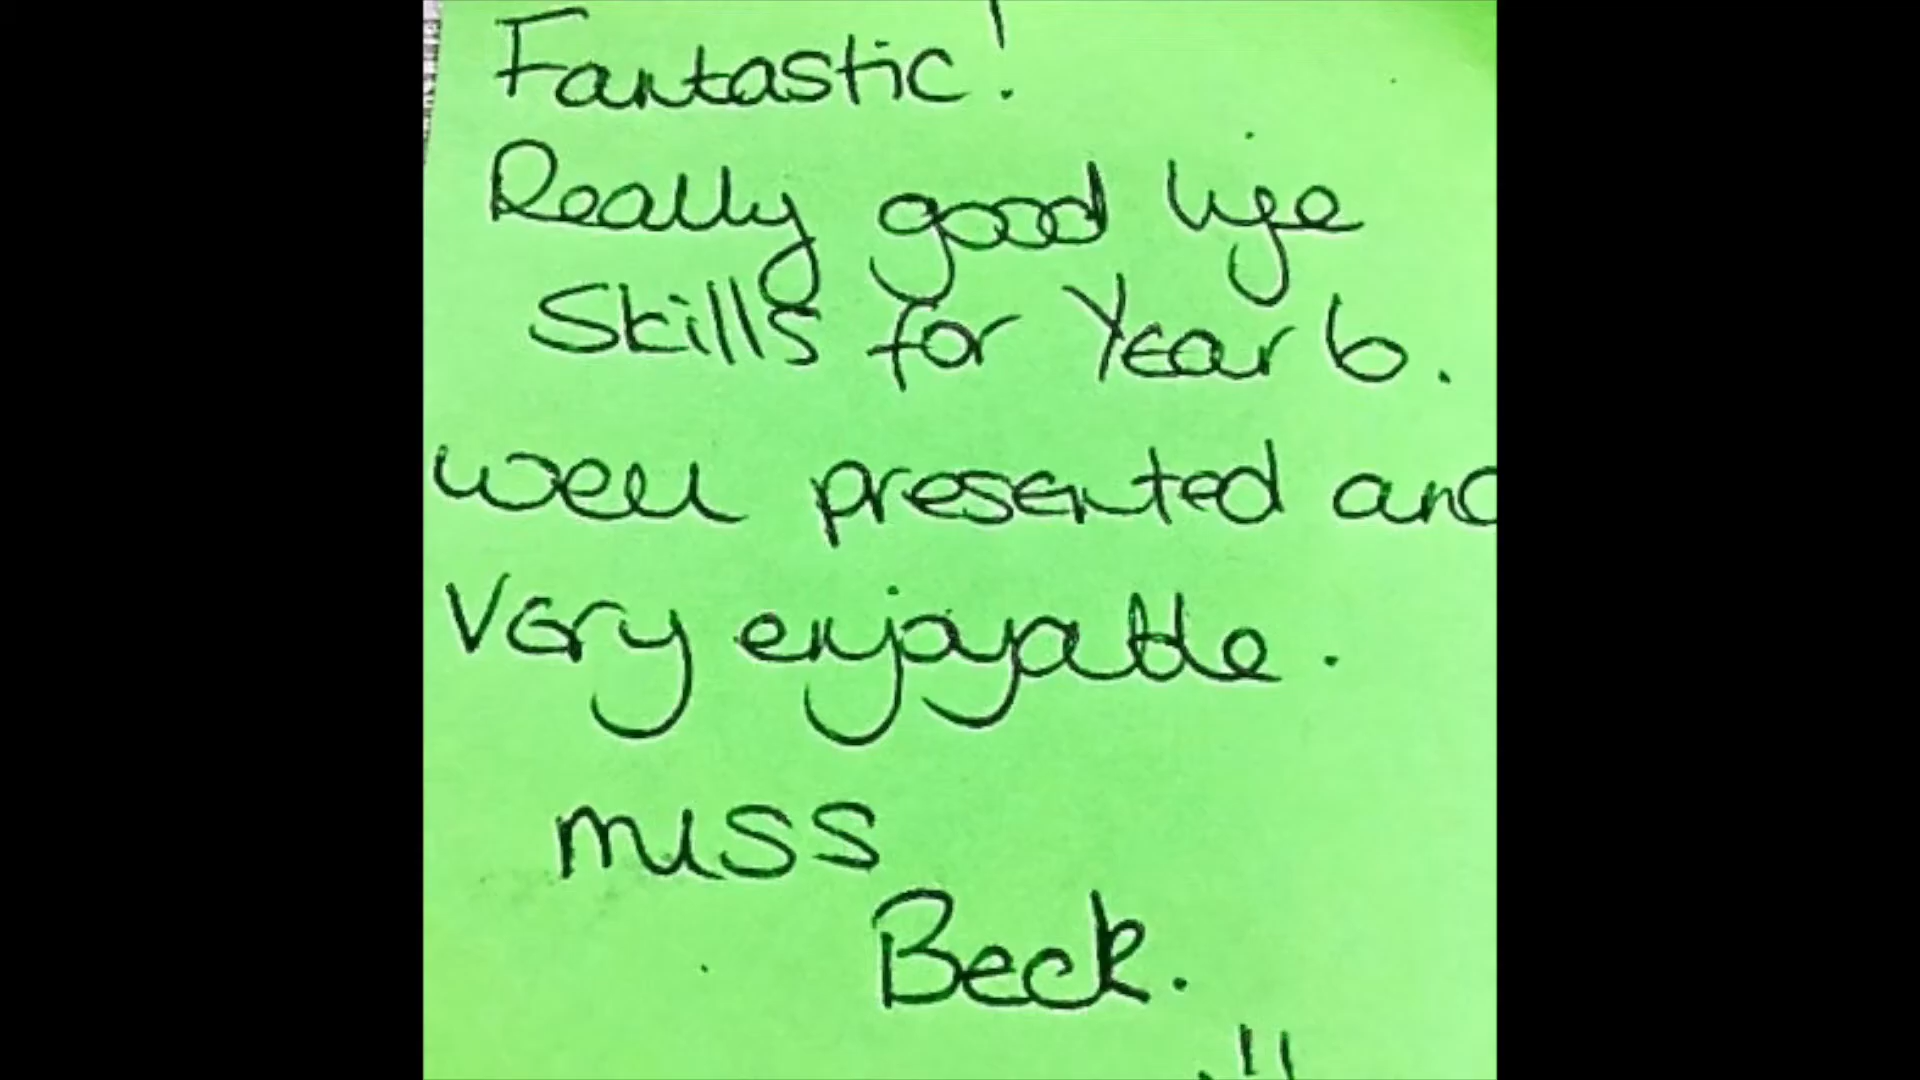 Fantastic!
Really good life
Skills for Year 6.
well presented and
Very enjoyable.
miss
Beck.